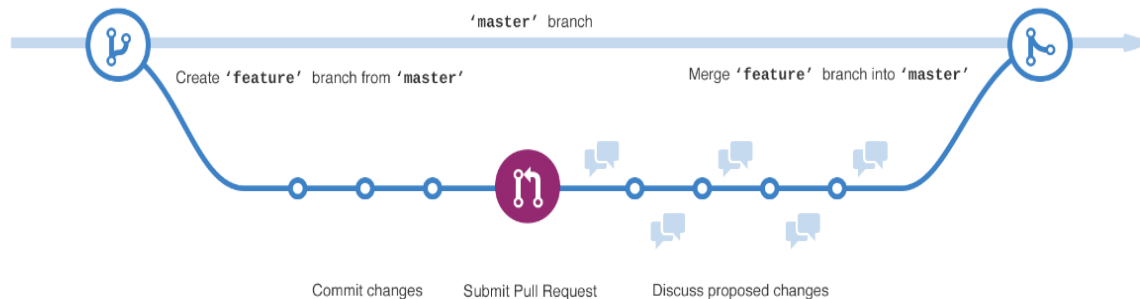 ‘master’ branch
Create ‘feature’ branch from ‘master’
Merge ‘feature’ branch into ‘master’
Commit changes
Submit Pull Request
Discuss proposed changes